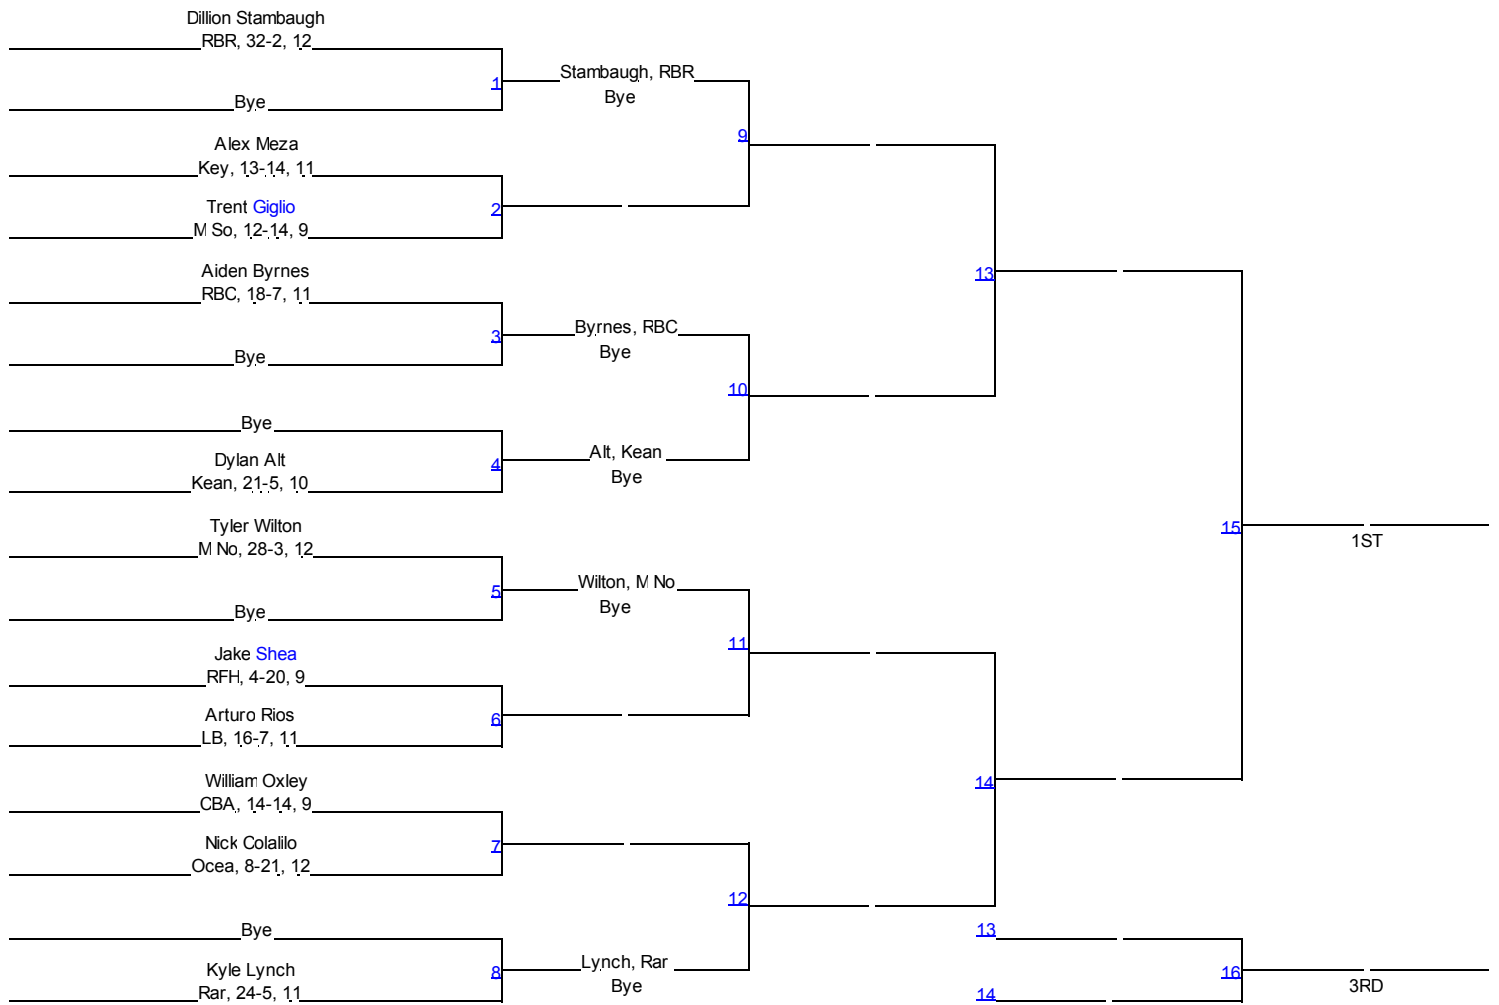 Dillion Stambaugh
RBR, 32-2, 12
1
Stambaugh, RBR
Bye
Bye
9
Alex Meza
Key, 13-14, 11
2
Trent Giglio
M So, 12-14, 9
13
Aiden Byrnes
RBC, 18-7, 11
3
Byrnes, RBC
Bye
Bye
10
Bye
4
Alt, Kean
Bye
Dylan Alt
Kean, 21-5, 10
15
1ST
Tyler Wilton
M No, 28-3, 12
5
Wilton, M No
Bye
Bye
11
Jake Shea
RFH, 4-20, 9
6
Arturo Rios
LB, 16-7, 11
14
William Oxley
CBA, 14-14, 9
7
Nick Colalilo
Ocea, 8-21, 12
12
Bye
8
Lynch, Rar
Bye
Kyle Lynch
Rar, 24-5, 11
13
16
3RD
14